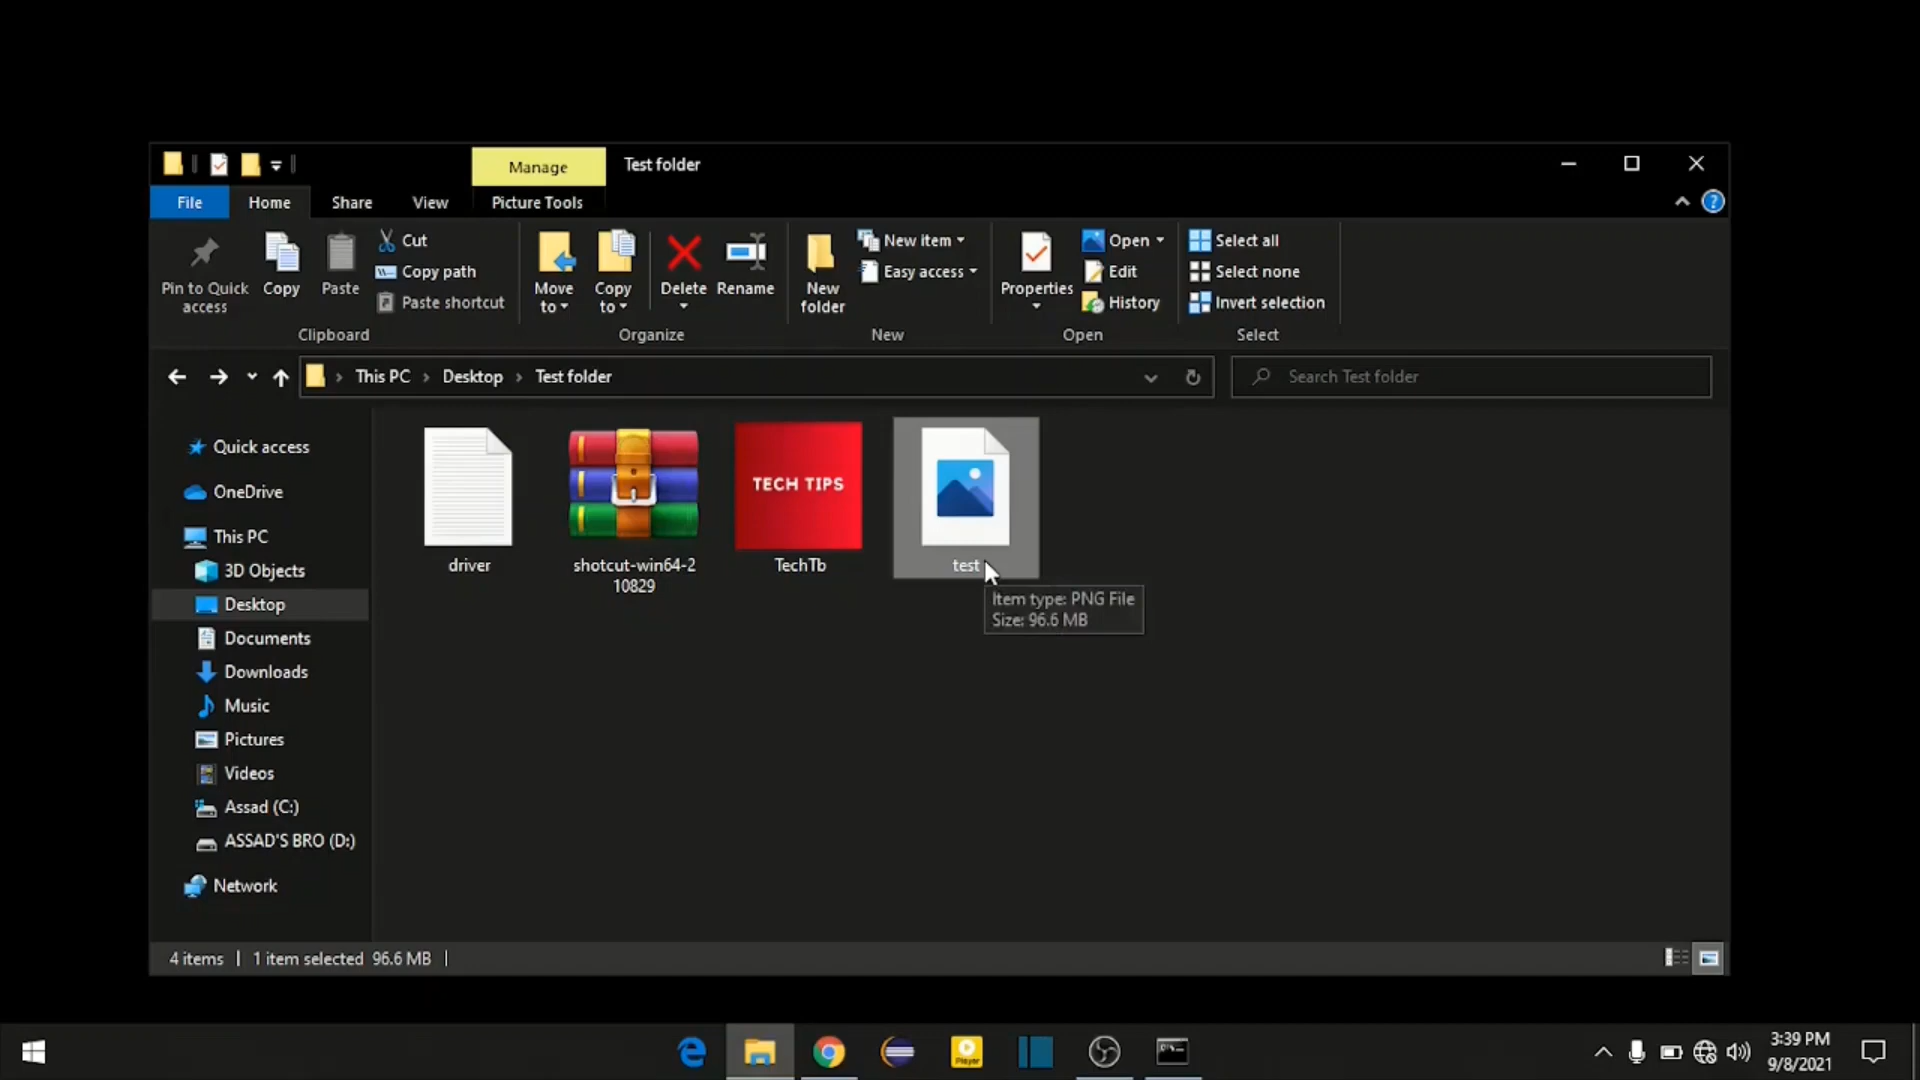 Manage
Test folder
File
Home
Share
View
Picture Tools
Pin to Quick
access
Copy
Paste
Cut
Copy path
Paste shortcut
Clipboard
Move
to
Copy
to
Delete
Rename
Organize
New
folder
New item
Easy access
New
Properties
Open
Edit
History
Open
Select all
Select none
Invert selection
Select
This PC
Desktop
Test folder
Search Test folder
Quick access
OneDrive
This PC
3D Objects
Desktop
Documents
Downloads
Music
Pictures
Videos
Assad (C:)
ASSAD'S BRO (D:)
Network
driver
shotcut-win64-2
10829
TECH TIPS
TechTb
test
Item type: PNG File
Size: 96.6 MB
4 items
1 item selected 96.6 MB
Player
3:39 PM
9/8/2021